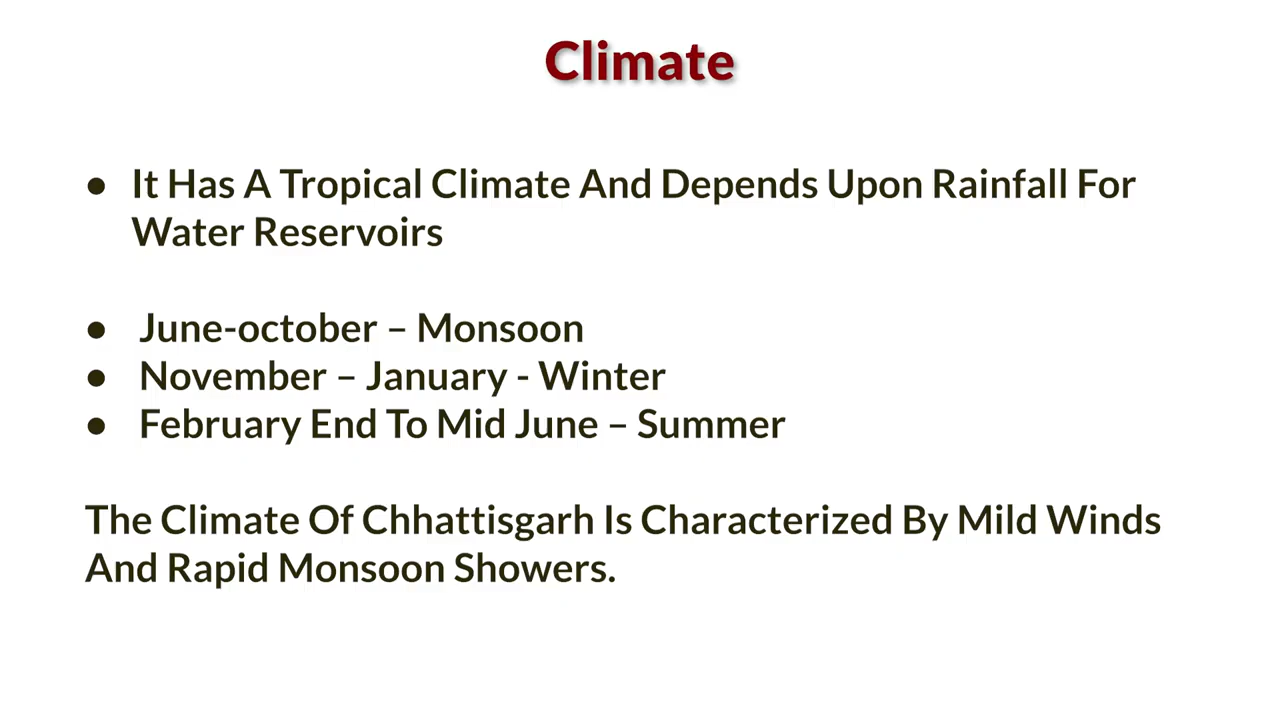 Climate
● It Has A Tropical Climate And Depends Upon Rainfall For
Water Reservoirs
● June-october – Monsoon
● November – January - Winter
● February End To Mid June – Summer
The Climate Of Chhattisgarh Is Characterized By Mild Winds
And Rapid Monsoon Showers.